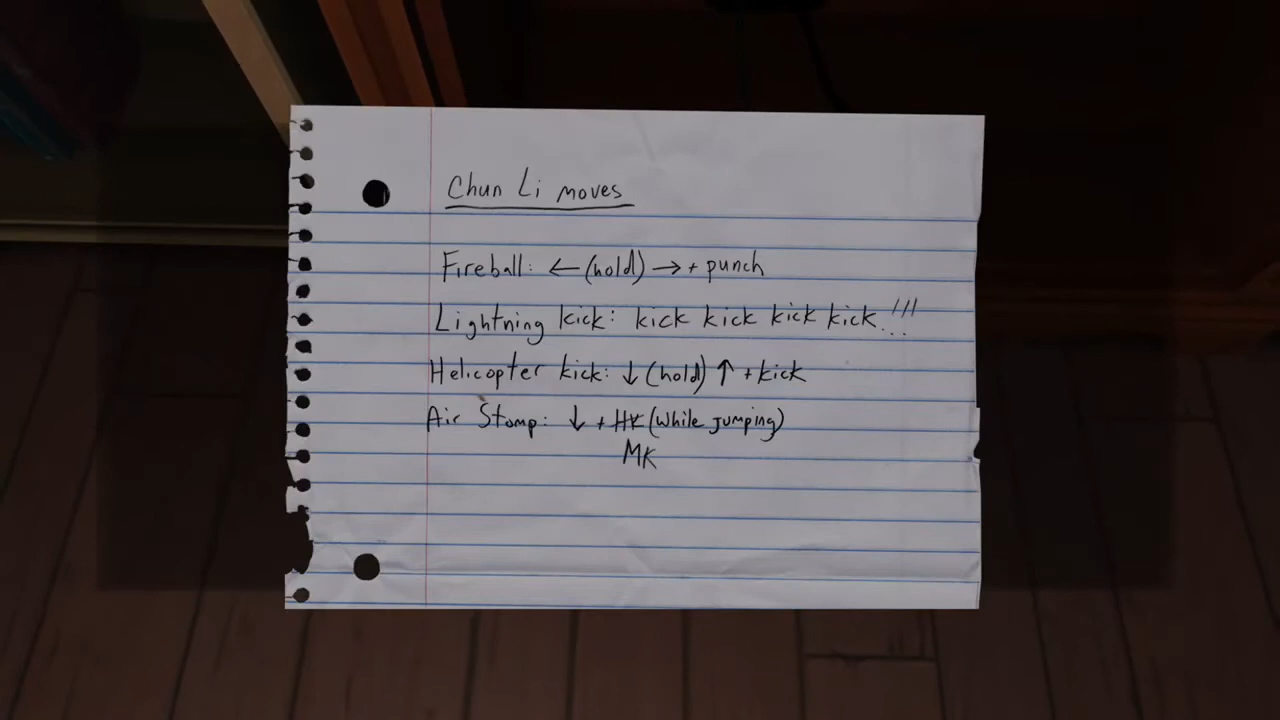 Chun Li moves
Fireball: ← (hold) → + punch
Lightning kick: kick kick kick kick...!!!
Helicopter kick: ↓ (hold) ↑ + kick
Air Stomp: ↓ + HK (while jumping)
MK